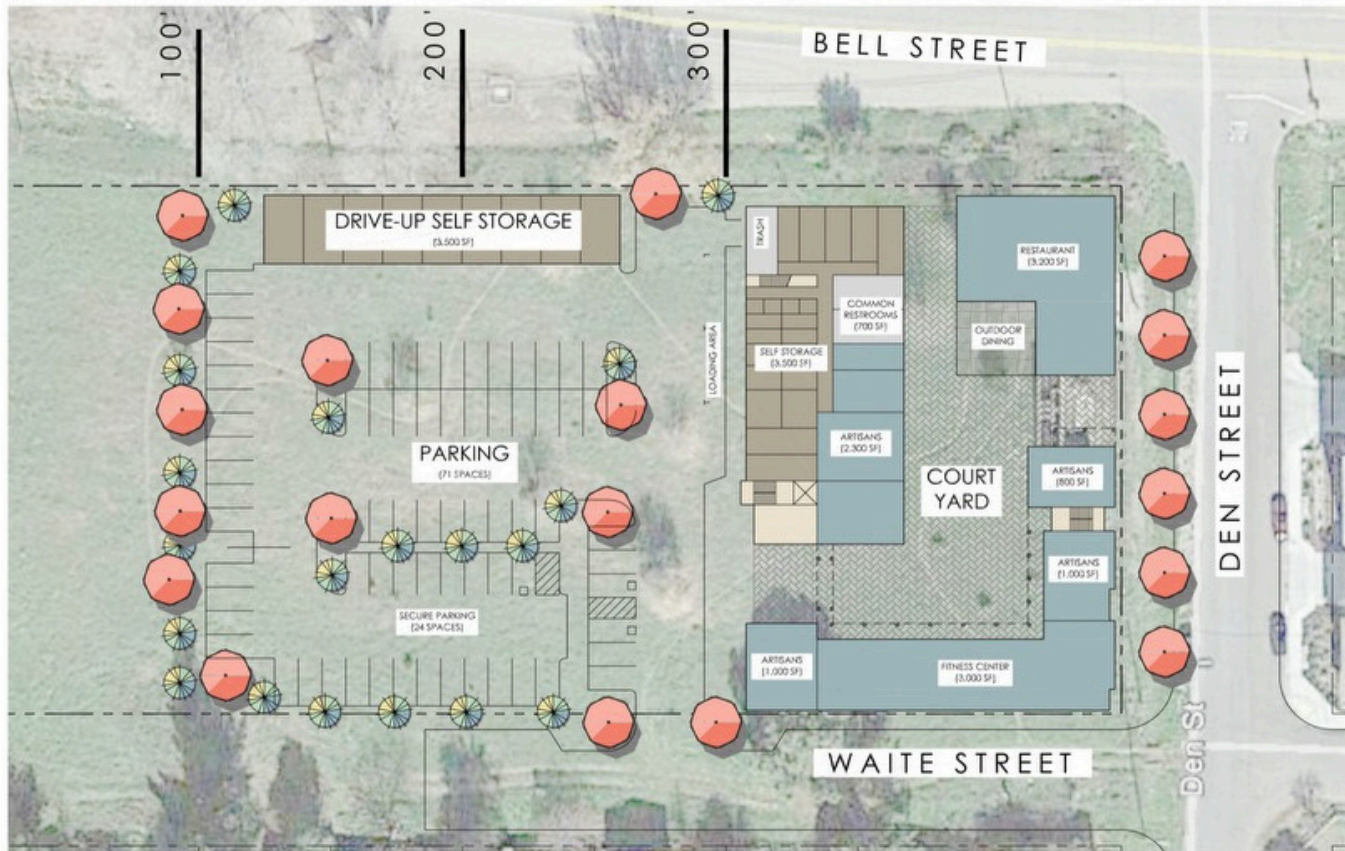 100'
200'
300'
BELL STREET
DRIVE-UP SELF STORAGE
(3,500 SF)
TRASH
RESTAURANT
(3,200 SF)
COMMON
RESTROOMS
(700 SF)
OUTDOOR
DINING
LOADING AREA
SELF STORAGE
(3,500 SF)
DEN STREET
PARKING
(71 SPACES)
ARTISANS
(2,300 SF)
COURT
YARD
ARTISANS
(800 SF)
ARTISANS
(1,000 SF)
SECURE PARKING
(24 SPACES)
ARTISANS
(1,000 SF)
FITNESS CENTER
(3,000 SF)
WAITE STREET
Den St